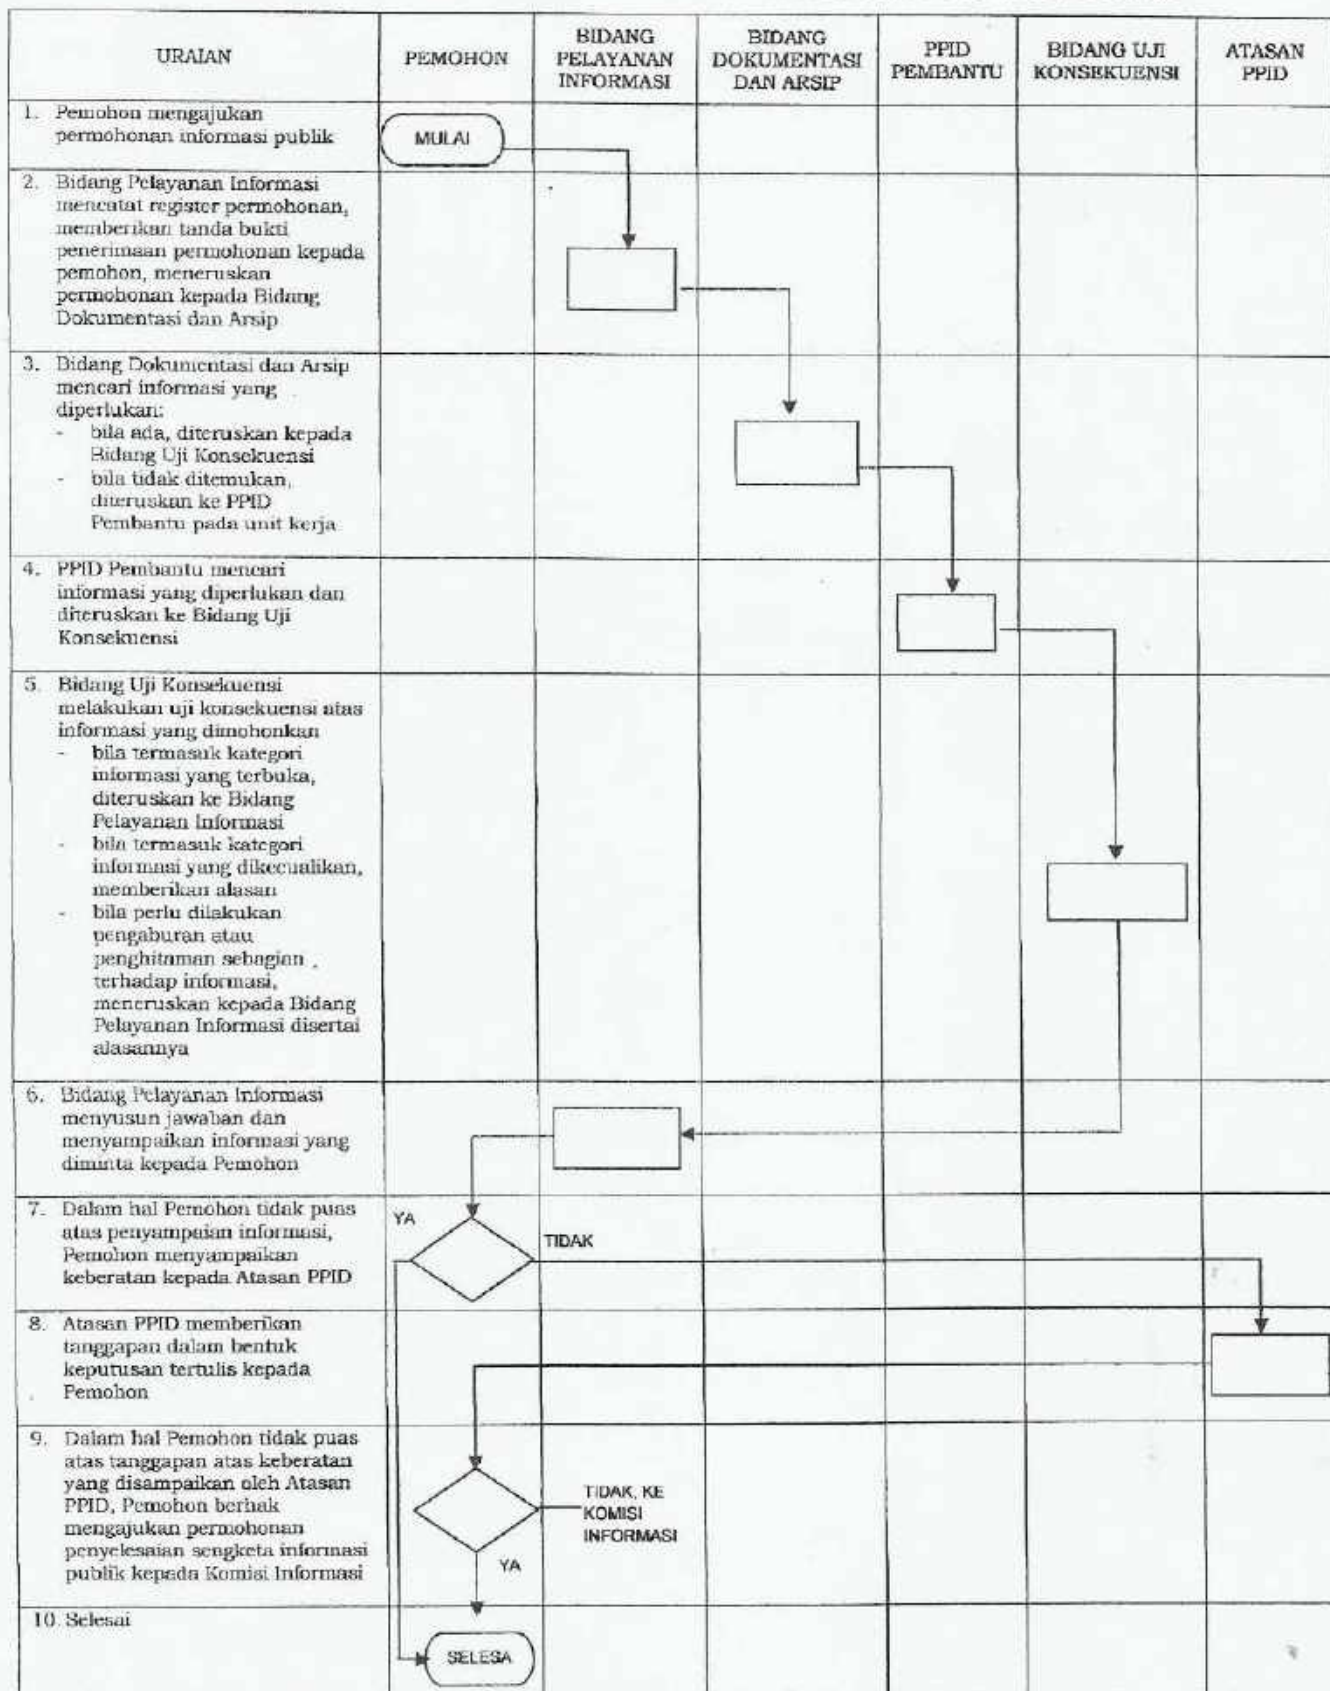 URAIAN
PEMOHON
BIDANG
PELAYANAN
INFORMASI
BIDANG
DOKUMENTASI
DAN ARSIP
PPID
PEMBANTU
BIDANG UJI
KONSEKUENSI
ATASAN
PPID
1. Pemohon mengajukan
permohonan informasi publik
MULAI
2. Bidang Pelayanan Informasi
mencatat register permohonan,
memberikan tanda bukti
penerimaan permohonan kepada
pemohon, meneruskan
permohonan kepada Bidang
Dokumentasi dan Arsip
3. Bidang Dokumentasi dan Arsip
mencari informasi yang
diperlukan:
- bila ada, diteruskan kepada
Bidang Uji Konsekuensi
- bila tidak ditemukan,
diteruskan ke PPID
Pembantu pada unit kerja
4. PPID Pembantu mencari
informasi yang diperlukan dan
diteruskan ke Bidang Uji
Konsekuensi
5. Bidang Uji Konsekuensi
melakukan uji konsekuensi atas
informasi yang dimohonkan
- bila termasuk kategori
informasi yang terbuka,
diteruskan ke Bidang
Pelayanan Informasi
- bila termasuk kategori
informasi yang dikecualikan,
memberikan alasan
- bila perlu dilakukan
pengaburan atau
penghitaman sebagian
terhadap informasi,
meneruskan kepada Bidang
Pelayanan Informasi disertai
alasannya
6. Bidang Pelayanan Informasi
menyusun jawaban dan
menyampaikan informasi yang
diminta kepada Pemohon
7. Dalam hal Pemohon tidak puas
atas penyampaian informasi,
Pemohon menyampaikan
keberatan kepada Atasan PPID
YA
TIDAK
8. Atasan PPID memberikan
tanggapan dalam bentuk
keputusan tertulis kepada
Pemohon
9. Dalam hal Pemohon tidak puas
atas tanggapan atas keberatan
yang disampaikan oleh Atasan
PPID, Pemohon berhak
mengajukan permohonan
penyelesaian sengketa informasi
publik kepada Komisi Informasi
TIDAK, KE
KOMISI
INFORMASI
YA
10. Selesai
SELESA